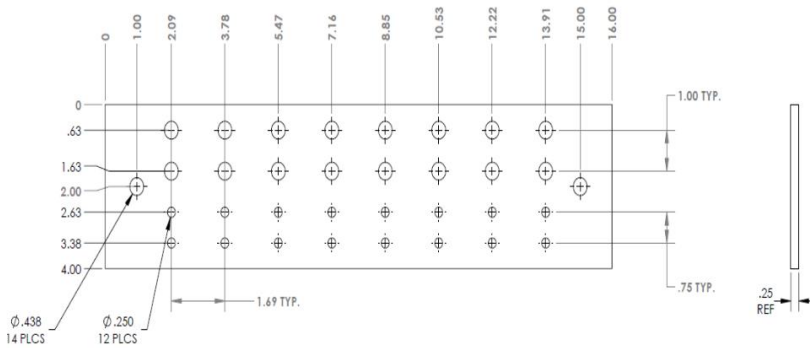 0
1.00
2.09
3.78
5.47
7.16
8.85
10.53
12.22
13.91
15.00
16.00
0
.63
1.63
2.00
2.63
3.38
4.00
1.00 TYP.
.75 TYP.
1.69 TYP.
Ø.438
14 PLCS
Ø.250
12 PLCS
.25
REF